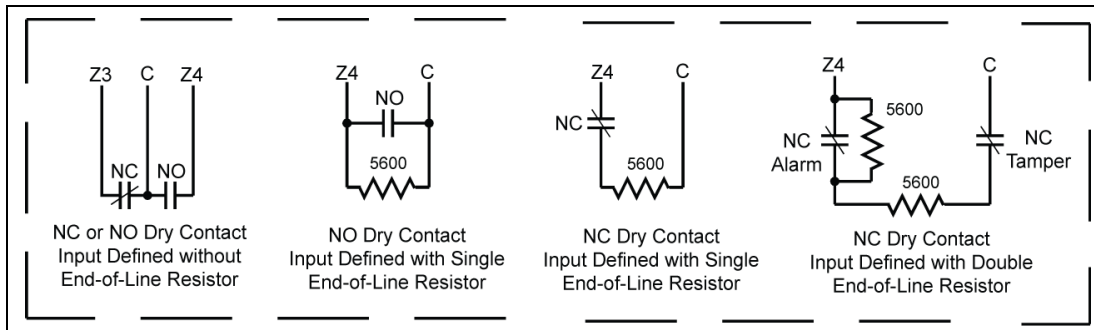 Z3 C Z4
NC NO
NC or NO Dry Contact
Input Defined without
End-of-Line Resistor
Z4 C
NO
5600
NO Dry Contact
Input Defined with Single
End-of-Line Resistor
Z4 C
NC
5600
NC Dry Contact
Input Defined with Single
End-of-Line Resistor
Z4 C
5600
NC
Alarm
NC
Tamper
5600
NC Dry Contact
Input Defined with Double
End-of-Line Resistor